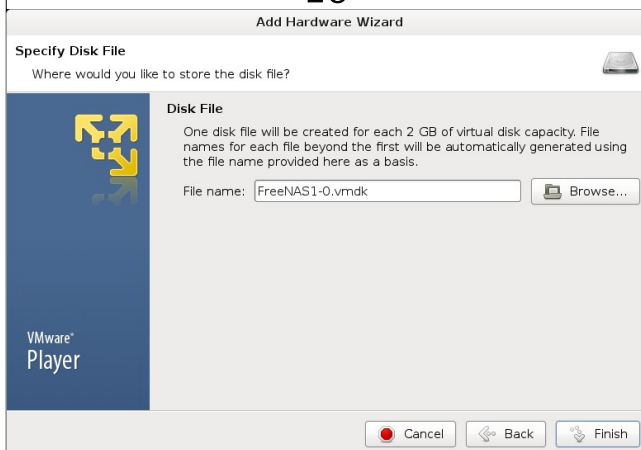 Add Hardware Wizard
Specify Disk File
Where would you like to store the disk file?
Disk File
One disk file will be created for each 2 GB of virtual disk capacity. File
names for each file beyond the first will be automatically generated using
the file name provided here as a basis.
File name: FreeNAS1-0.vmdk Browse...
VMware®
Player
Cancel Back Finish